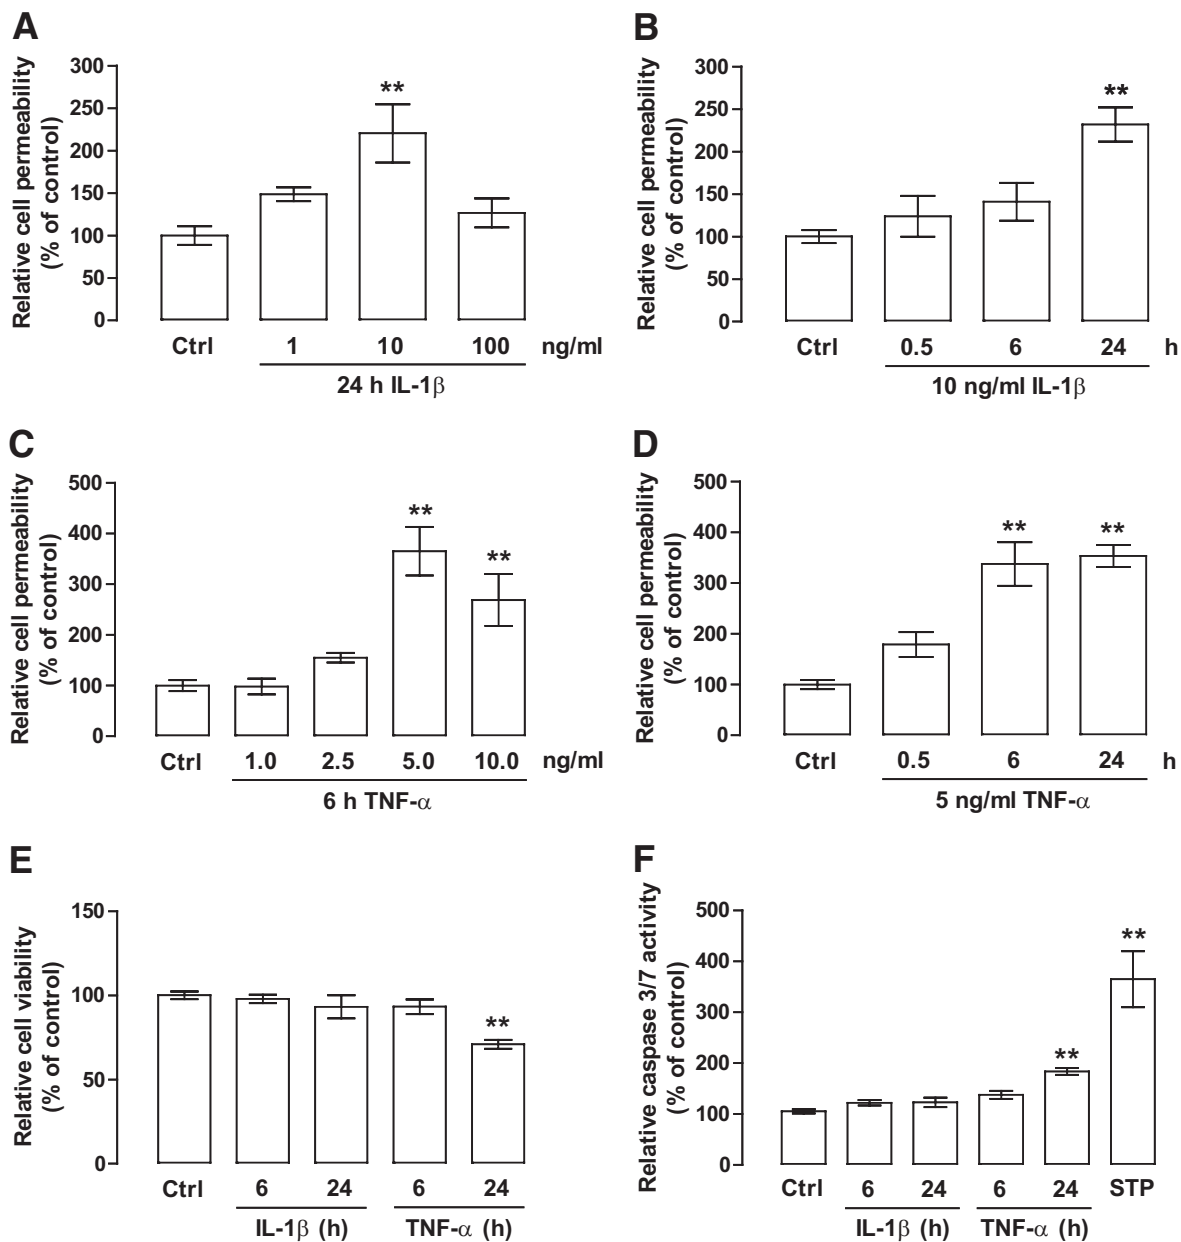 A
Relative cell permeability
(% of control)
300
250
200
150
100
50
0
**
Ctrl 1 10 100 ng/ml
24 h IL-1β
B
Relative cell permeability
(% of control)
300
250
200
150
100
50
0
**
Ctrl 0.5 6 24 h
10 ng/ml IL-1β
C
Relative cell permeability
(% of control)
500
400
300
200
100
0
** **
Ctrl 1.0 2.5 5.0 10.0 ng/ml
6 h TNF-α
D
Relative cell permeability
(% of control)
500
400
300
200
100
0
** **
Ctrl 0.5 6 24 h
5 ng/ml TNF-α
E
Relative cell viability
(% of control)
150
100
50
0
**
Ctrl 6 24 6 24
IL-1β (h) TNF-α (h)
F
Relative caspase 3/7 activity
(% of control)
500
400
300
200
100
0
** **
Ctrl 6 24 6 24 STP
IL-1β (h) TNF-α (h)